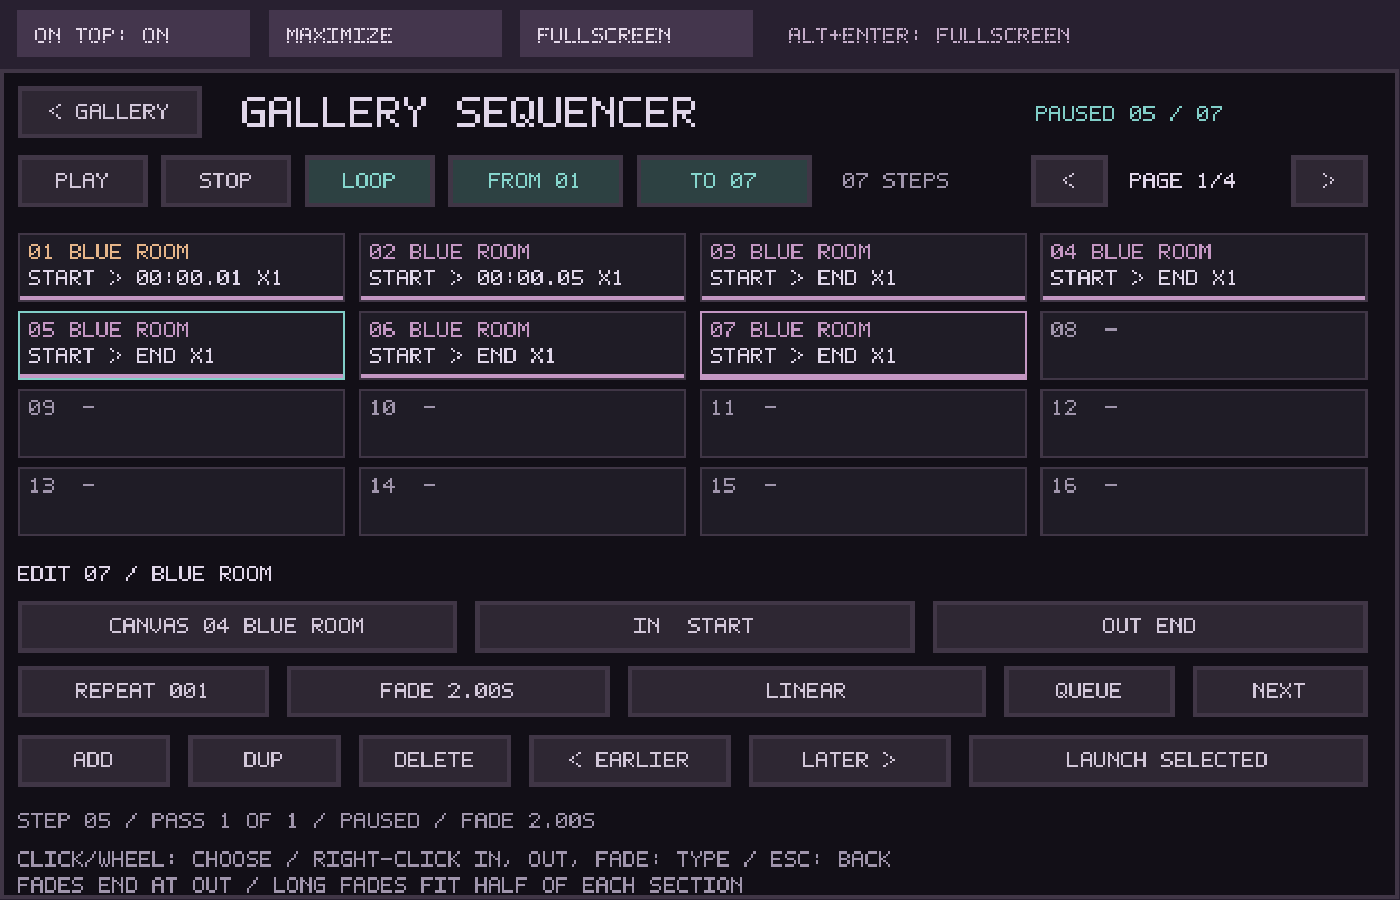 ON TOP: ON MAXIMIZE FULLSCREEN ALT+ENTER: FULLSCREEN
< GALLERY GALLERY SEQUENCER PAUSED 05 / 07
PLAY STOP LOOP FROM 01 TO 07 07 STEPS < PAGE 1/4 >
01 BLUE ROOM
START > 00:00.01 X1
02 BLUE ROOM
START > 00:00.05 X1
03 BLUE ROOM
START > END X1
04 BLUE ROOM
START > END X1
05 BLUE ROOM
START > END X1
06 BLUE ROOM
START > END X1
07 BLUE ROOM
START > END X1
08 –
09 – 10 – 11 – 12 –
13 – 14 – 15 – 16 –
EDIT 07 / BLUE ROOM
CANVAS 04 BLUE ROOM IN START OUT END
REPEAT 001 FADE 2.00S LINEAR QUEUE NEXT
ADD DUP DELETE < EARLIER LATER > LAUNCH SELECTED
STEP 05 / PASS 1 OF 1 / PAUSED / FADE 2.00S
CLICK/WHEEL: CHOOSE / RIGHT-CLICK IN, OUT, FADE: TYPE / ESC: BACK
FADES END AT OUT / LONG FADES FIT HALF OF EACH SECTION